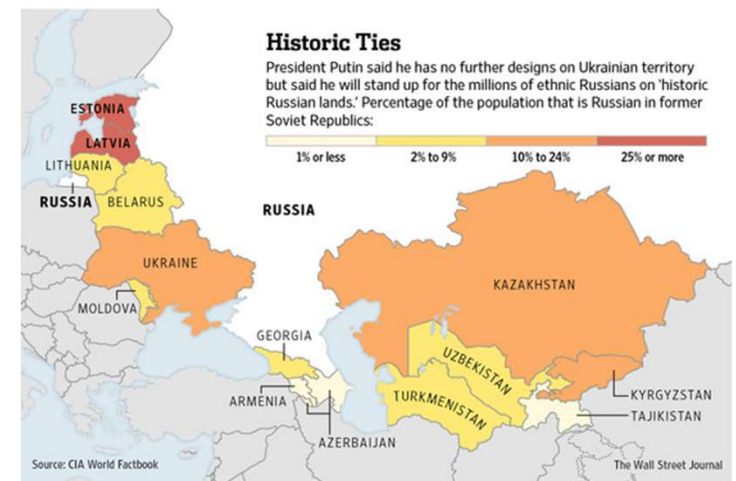 Historic Ties
President Putin said he has no further designs on Ukrainian territory
but said he will stand up for the millions of ethnic Russians on ‘historic
Russian lands.’ Percentage of the population that is Russian in former
Soviet Republics:
1% or less
2% to 9%
10% to 24%
25% or more
ESTONIA
LATVIA
LITHUANIA
RUSSIA
BELARUS
RUSSIA
UKRAINE
KAZAKHSTAN
MOLDOVA
GEORGIA
UZBEKISTAN
ARMENIA
TURKMENISTAN
KYRGYZSTAN
TAJIKISTAN
AZERBAIJAN
Source: CIA World Factbook
The Wall Street Journal